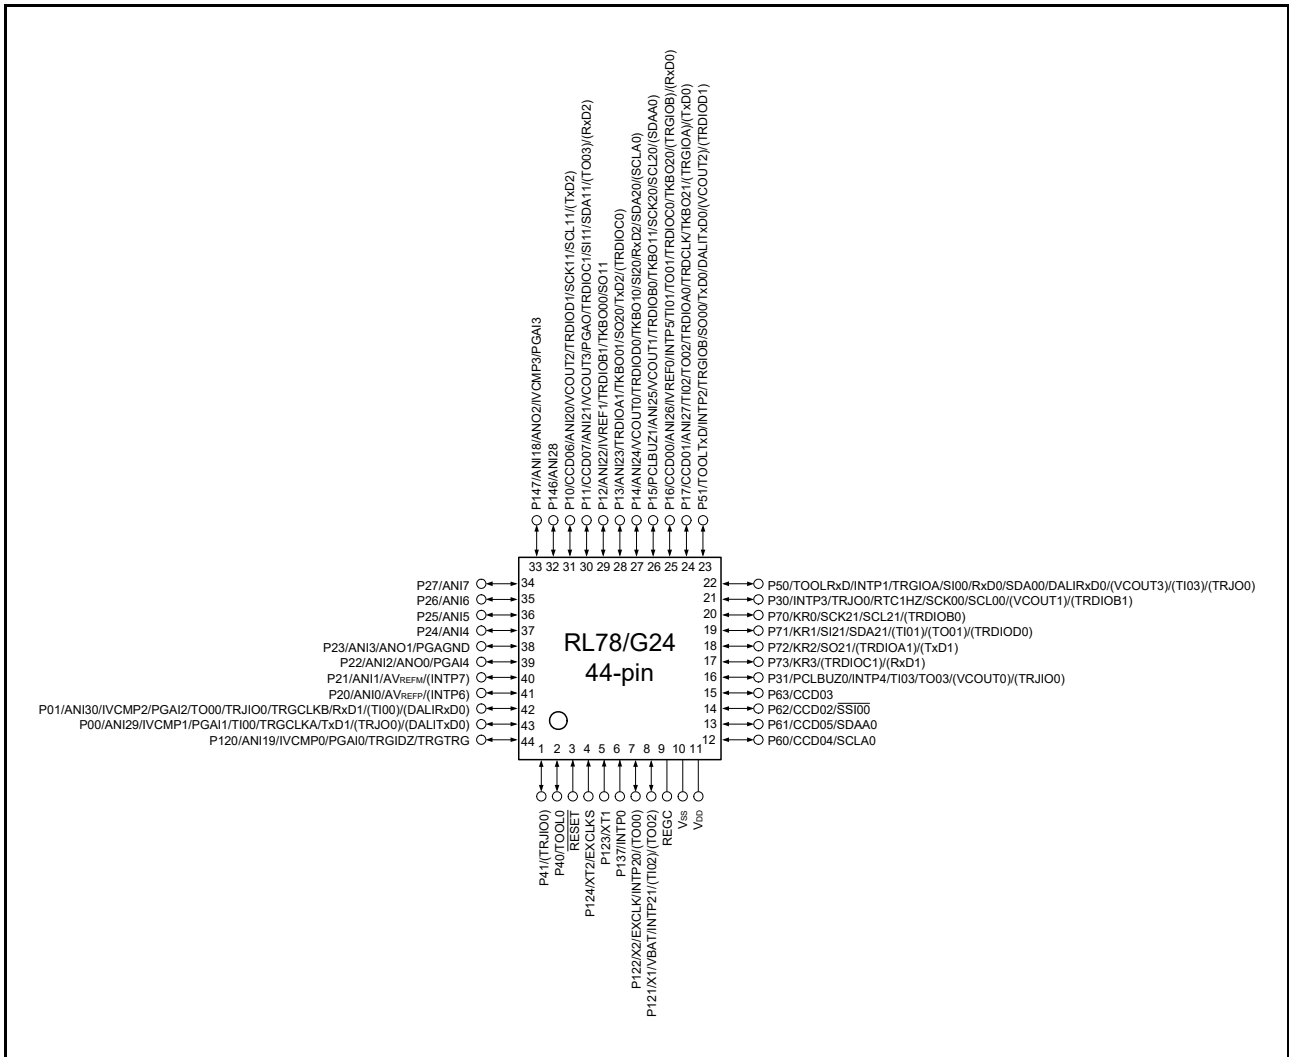 P147/ANI18/ANO2/IVCMP3/PGAI3
P146/ANI28
P10/CCD06/ANI20/VCOUT2/TRDIOD1/SCK11/SCL11/(TxD2)
P11/CCD07/ANI21/VCOUT3/PGAO/TRDIOC1/SI11/SDA11/(TO03)/(RxD2)
P12/ANI22/IVREF1/TRDIOB1/TKBO00/SO11
P13/ANI23/TRDIOA1/TKBO01/SO20/TxD2/(TRDIOC0)
P14/ANI24/VCOUT0/TRDIOD0/TKBO10/SI20/RxD2/SDA20/(SCLA0)
P15/PCLBUZ1/ANI25/VCOUT1/TRDIOB0/TKBO11/SCK20/SCL20/(SDAA0)
P16/CCD00/ANI26/IVREF0/INTP5/TI01/TO01/TRDIOC0/TKBO20/(TRGIOB)/(RxD0)
P17/CCD01/ANI27/TI02/TO02/TRDIOA0/TRDCLK/TKBO21/(TRGIOA)/(TxD0)
P51/TOOLTxD/INTP2/TRGIOB/SO00/TxD0/DALITxD0/(VCOUT2)/(TRDIOD1)
33 32 31 30 29 28 27 26 25 24 23
P27/ANI7 34
P26/ANI6 35
P25/ANI5 36
P24/ANI4 37
P23/ANI3/ANO1/PGAGND 38
P22/ANI2/ANO0/PGAI4 39
P21/ANI1/AVREFM/(INTP7) 40
P20/ANI0/AVREFP/(INTP6) 41
P01/ANI30/IVCMP2/PGAI2/TO00/TRJIO0/TRGCLKB/RxD1/(TI00)/(DALIRxD0) 42
P00/ANI29/IVCMP1/PGAI1/TI00/TRGCLKA/TxD1/(TRJO0)/(DALITxD0) 43
P120/ANI19/IVCMP0/PGAI0/TRGIDZ/TRGTRG 44
RL78/G24
44-pin
22 P50/TOOLRxD/INTP1/TRGIOA/SI00/RxD0/SDA00/DALIRxD0/(VCOUT3)/(TI03)/(TRJO0)
21 P30/INTP3/TRJO0/RTC1HZ/SCK00/SCL00/(VCOUT1)/(TRDIOB1)
20 P70/KR0/SCK21/SCL21/(TRDIOB0)
19 P71/KR1/SI21/SDA21/(TI01)/(TO01)/(TRDIOD0)
18 P72/KR2/SO21/(TRDIOA1)/(TxD1)
17 P73/KR3/(TRDIOC1)/(RxD1)
16 P31/PCLBUZ0/INTP4/TI03/TO03/(VCOUT0)/(TRJIO0)
15 P63/CCD03
14 P62/CCD02/SSI00
13 P61/CCD05/SDAA0
12 P60/CCD04/SCLA0
1 2 3 4 5 6 7 8 9 10 11
P41/(TRJIO0)
P40/TOOL0
RESET
P124/XT2/EXCLKS
P123/XT1
P137/INTP0
P122/X2/EXCLK/INTP20/(TO00)
P121/X1/VBAT/INTP21/(TI02)/(TO02)
REGC
VSS
VDD